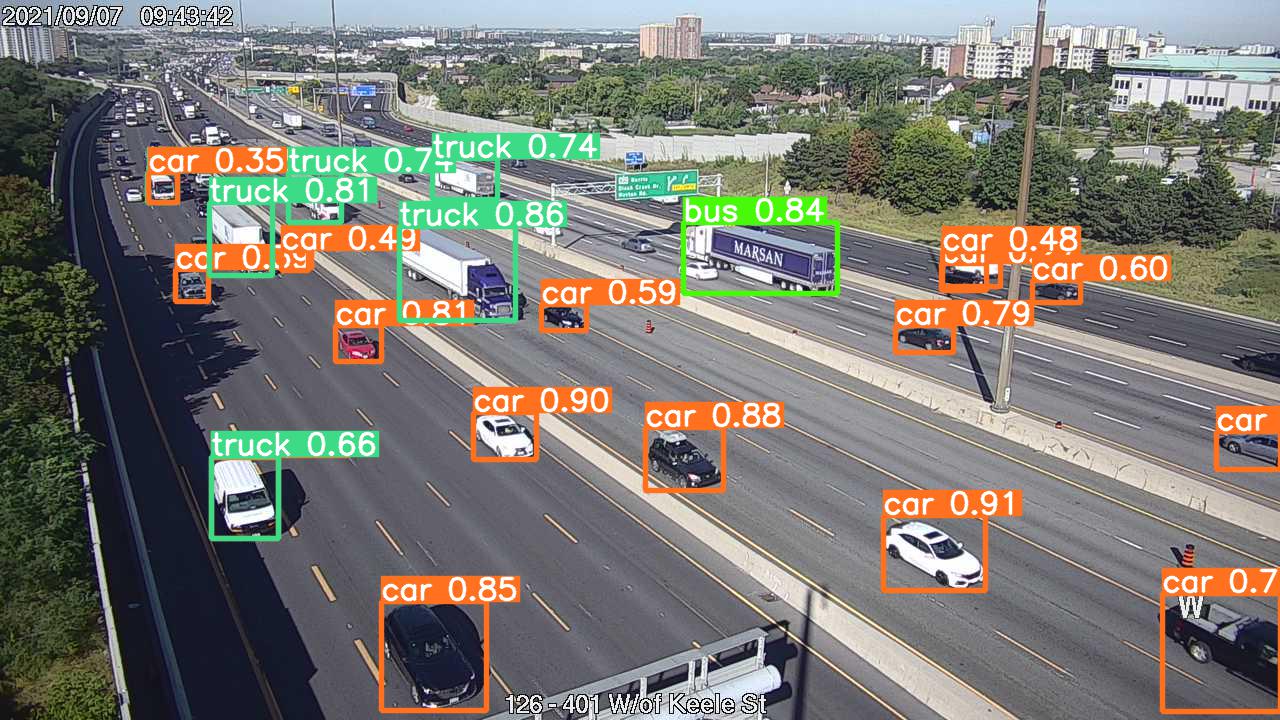 2021/09/07 09:43:42
truck 0.74
car 0.35
truck 0.7
truck 0.81
truck 0.86
bus 0.84
MARSAN
car 0.49
car 0.48
car 0.60
car 0.59
car 0.81
car 0.79
car 0.90
car 0.88
car
truck 0.66
car 0.91
car 0.85
car 0.7
W
126 - 401 W/of Keele St